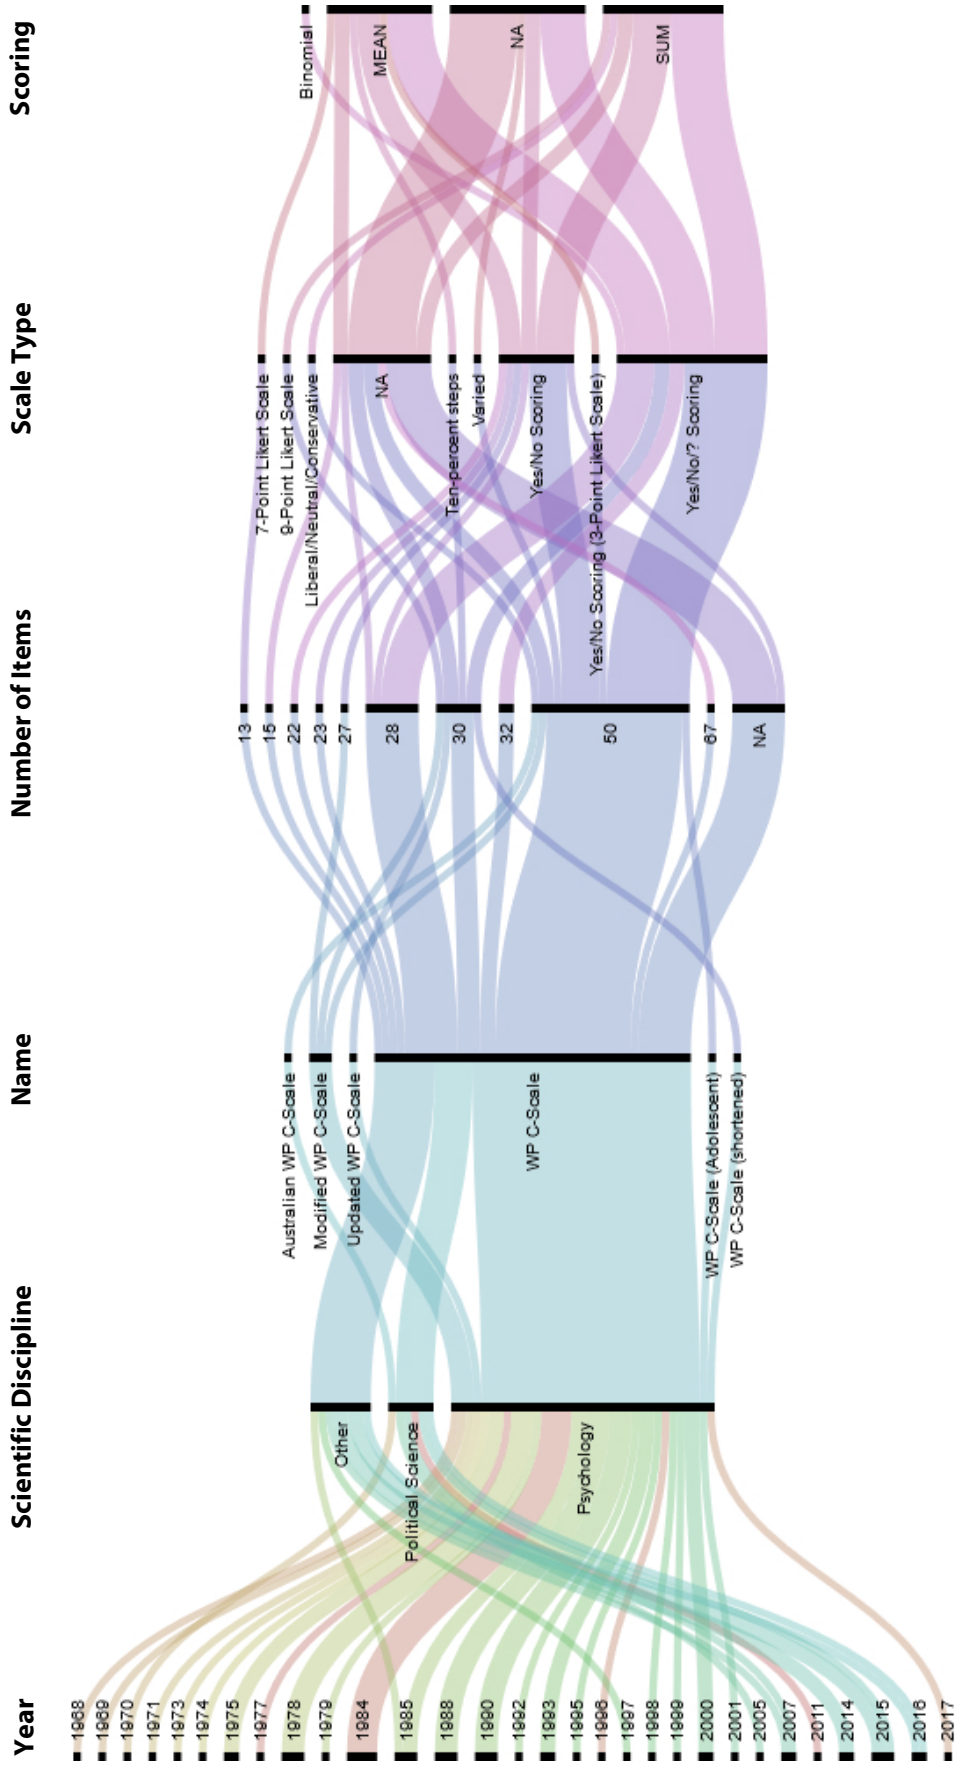 Year
1968
1969
1970
1971
1973
1974
1975
1977
1978
1979
1984
1985
1988
1990
1992
1993
1995
1996
1997
1998
1999
2000
2001
2005
2007
2011
2014
2015
2016
2017
Scientific Discipline
Other
Political Science
Psychology
Name
Australian WP C-Scale
Modified WP C-Scale
Updated WP C-Scale
WP C-Scale
WP C-Scale (Adolescent)
WP C-Scale (shortened)
Number of Items
13
15
22
23
27
28
30
32
50
67
NA
Scale Type
7-Point Likert Scale
9-Point Likert Scale
Liberal/Neutral/Conservative
NA
Ten-percent steps
Varied
Yes/No Scoring
Yes/No Scoring (3-Point Likert Scale)
Yes/No/? Scoring
Scoring
Binomial
MEAN
NA
SUM